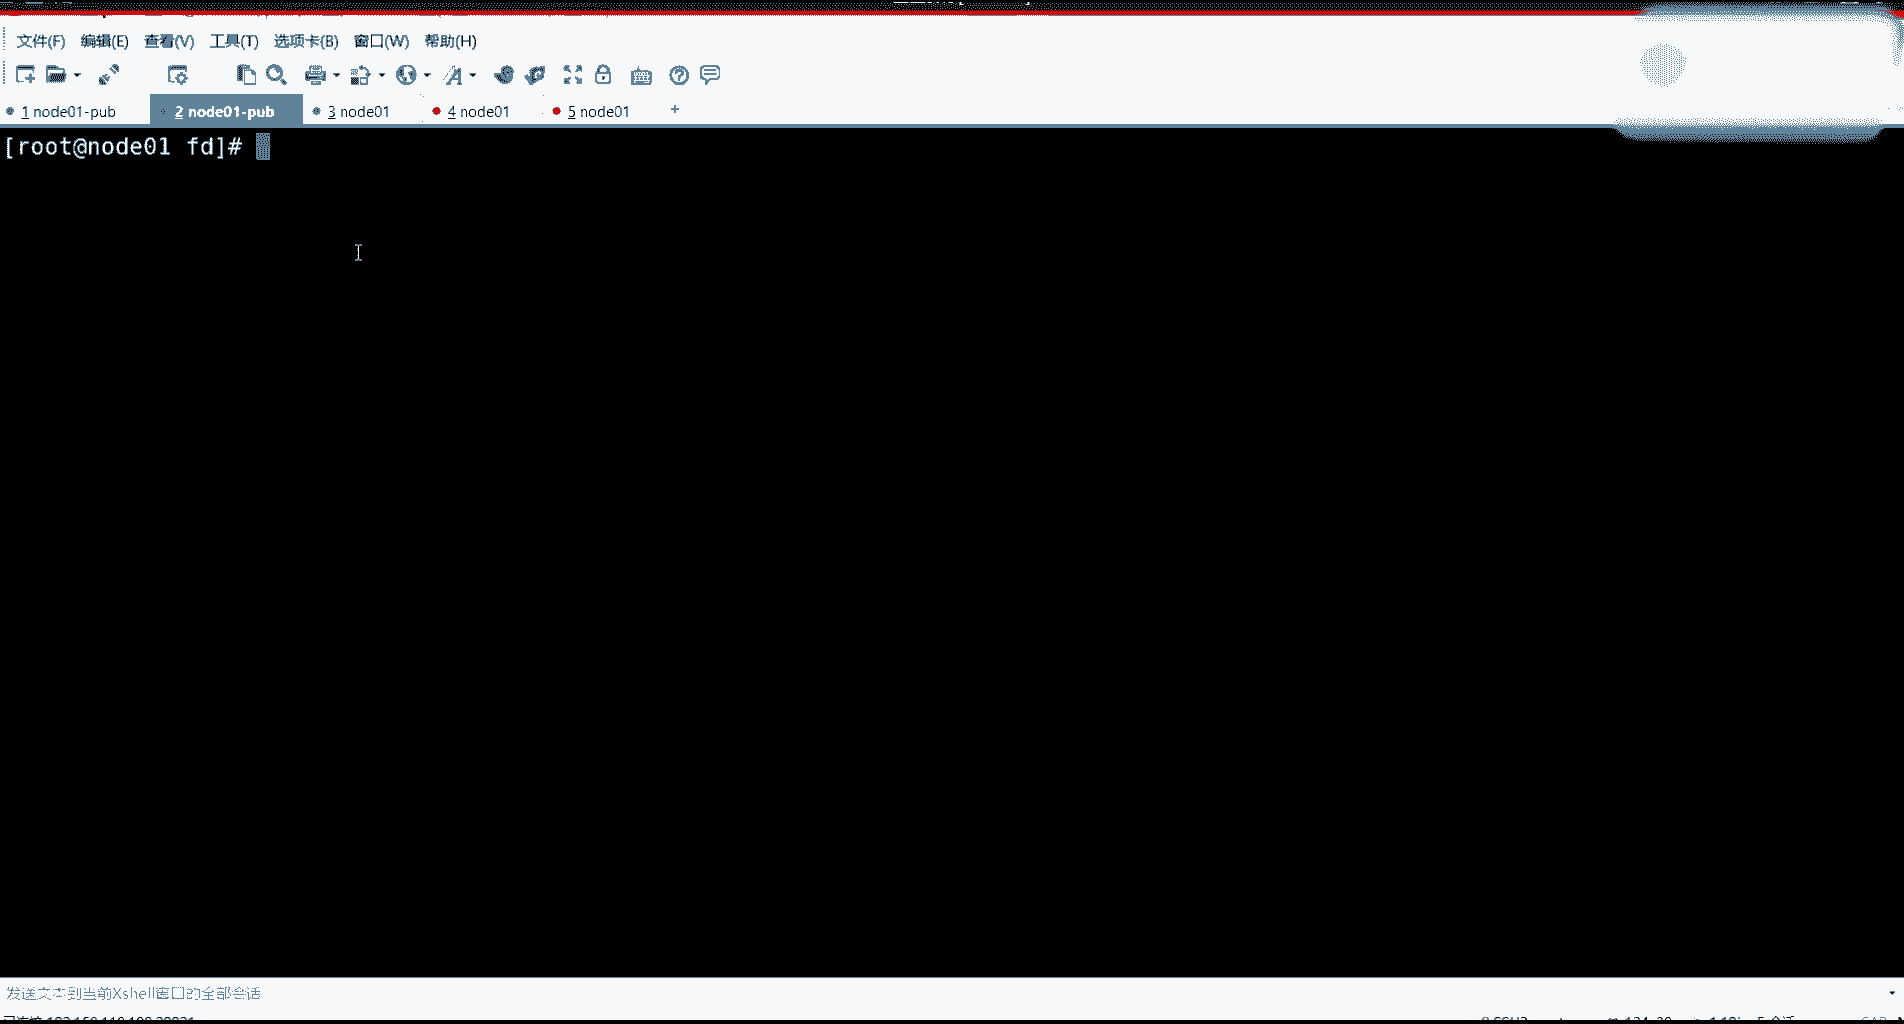 文件(F) 编辑(E) 查看(V) 工具(T) 选项卡(B) 窗口(W) 帮助(H)
1 node01-pub 2 node01-pub 3 node01 4 node01 5 node01 +
[root@node01 fd]#
发送文本到当前Xshell窗口的全部会话